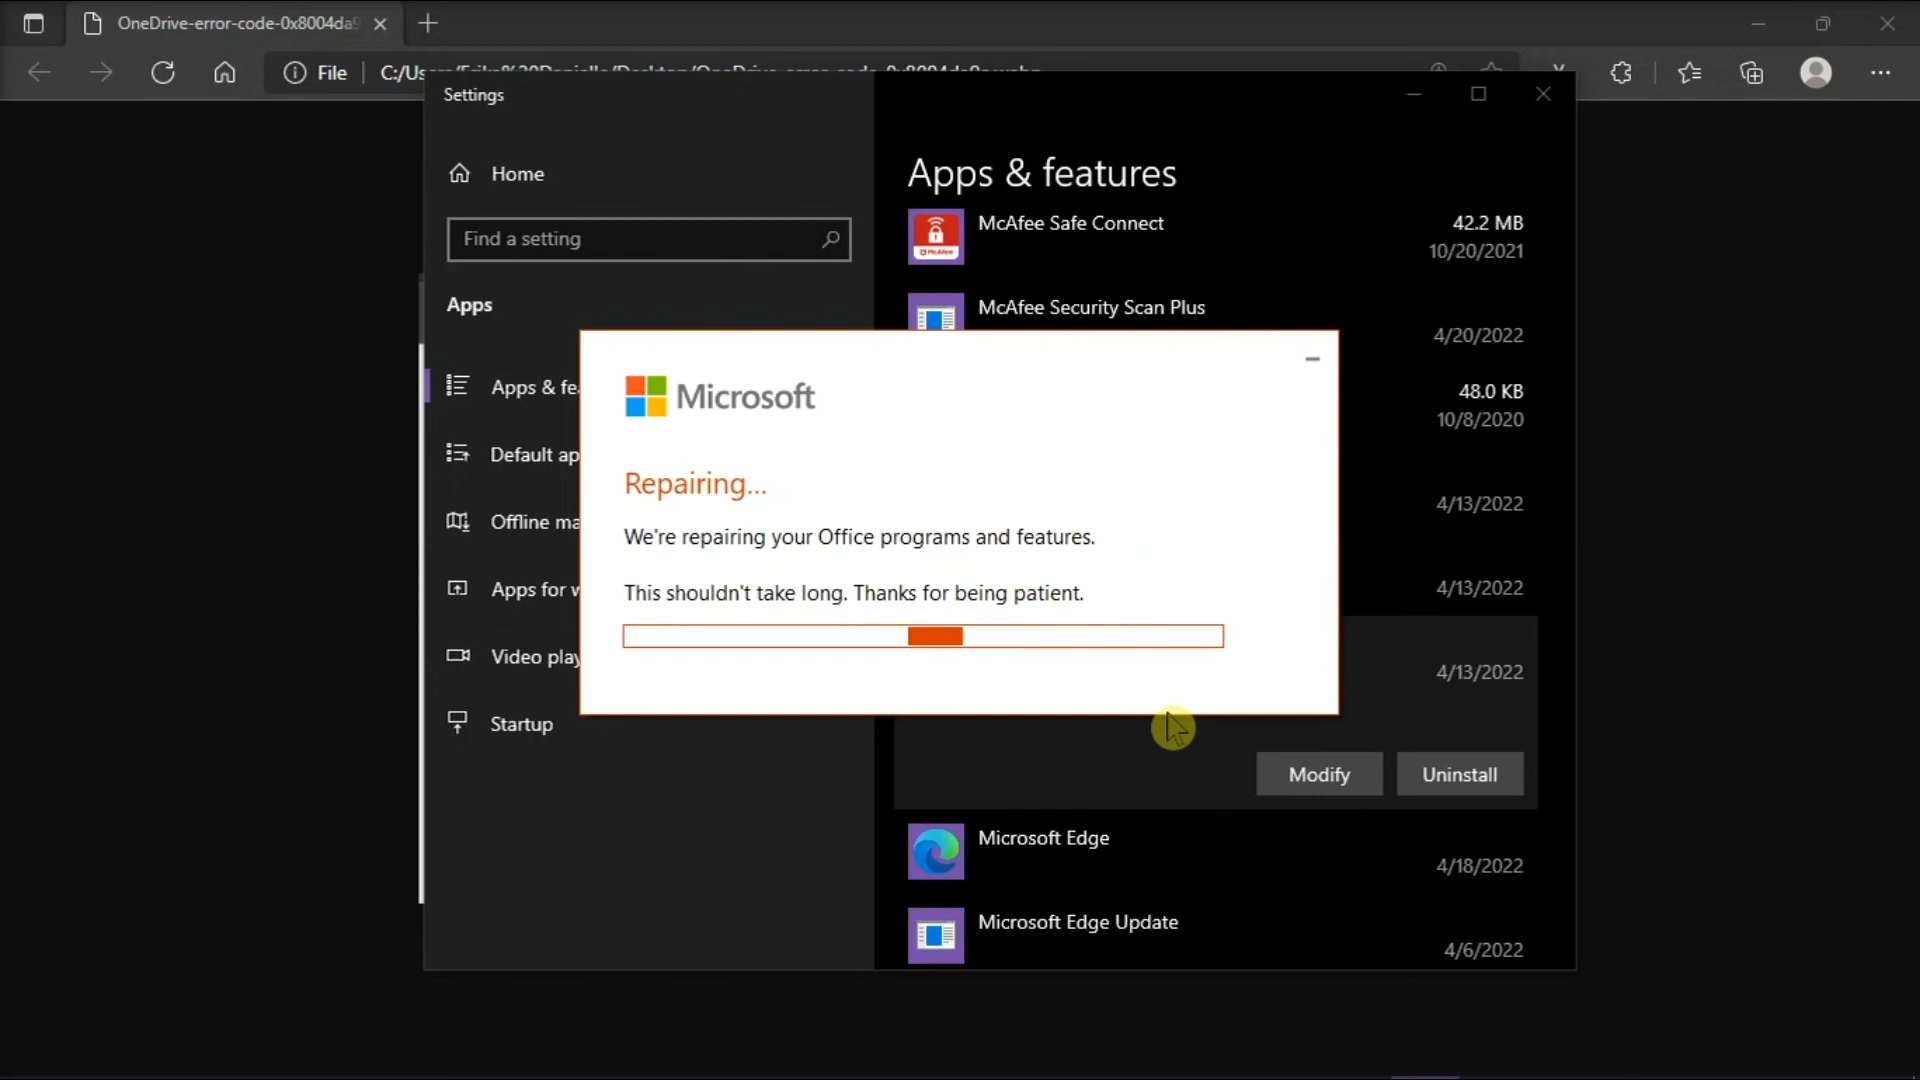 OneDrive-error-code-0x8004da9
File
C:/Us
Settings
Home
Find a setting
Apps
Apps & fea
Default ap
Offline ma
Apps for w
Video play
Startup
Apps & features
McAfee Safe Connect
42.2 MB
10/20/2021
McAfee
McAfee Security Scan Plus
4/20/2022
48.0 KB
10/8/2020
4/13/2022
4/13/2022
4/13/2022
Microsoft
Repairing...
We're repairing your Office programs and features.
This shouldn't take long. Thanks for being patient.
Modify
Uninstall
Microsoft Edge
4/18/2022
Microsoft Edge Update
4/6/2022